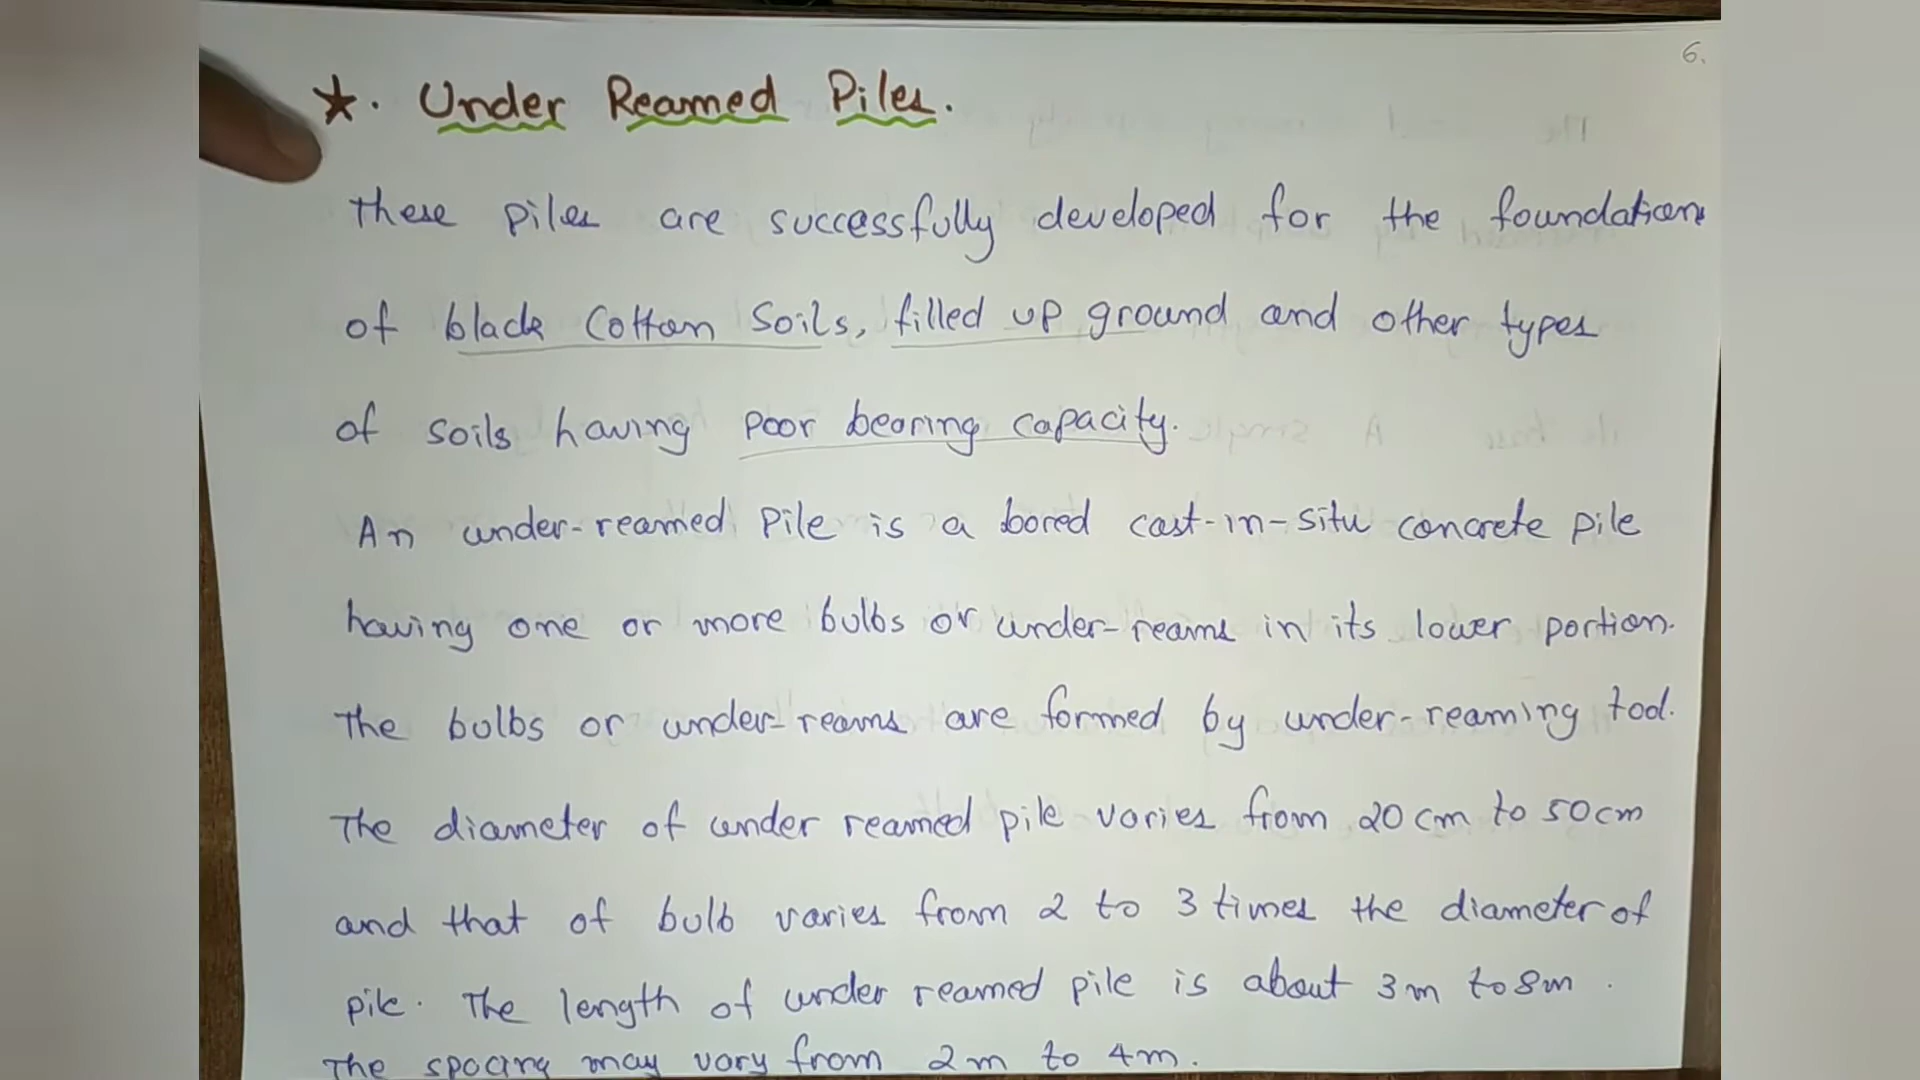 6.
★. Under Reamed Piles.
These piles are successfully developed for the foundations
of black Cotton Soils, filled up ground and other types
of soils having poor bearing capacity.
An under-reamed pile is a bored cast-in-situ concrete pile
having one or more bulbs or under-reams in its lower portion.
The bulbs or under-reams are formed by under-reaming tool.
The diameter of under reamed pile varies from 20 cm to 50 cm
and that of bulb varies from 2 to 3 times the diameter of
pile. The length of under reamed pile is about 3m to 8m.
The spacing may vary from 2m to 4m.